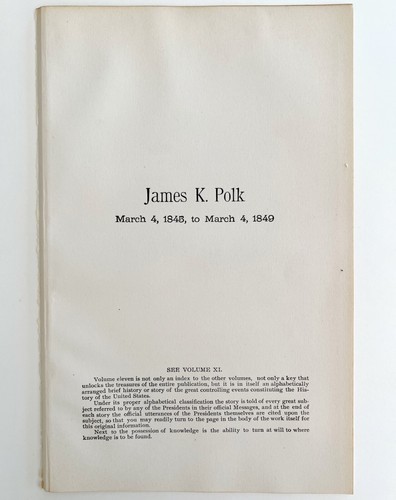 James K. Polk
March 4, 1845, to March 4, 1849
SEE VOLUME XI.
Volume eleven is not only an index to the other volumes, not only a key that
unlocks the treasures of the entire publication, but it is in itself an alphabetically
arranged brief history or story of the great controlling events constituting the His-
tory of the United States.
Under its proper alphabetical classification the story is told of every great sub-
ject referred to by any of the Presidents in their official Messages, and at the end of
each story the official utterances of the Presidents themselves are cited upon the
subject, so that you may readily turn to the page in the body of the work itself for
this original information.
Next to the possession of knowledge is the ability to turn at will to where
knowledge is to be found.